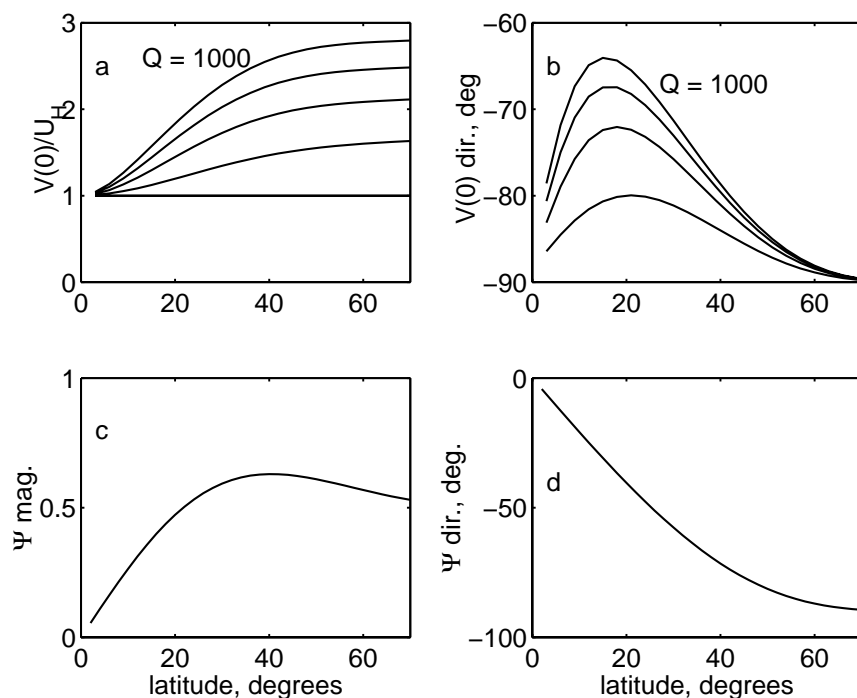 3
2
1
0
0
20
40
60
V(0)/U_H
a
Q = 1000
−60
−70
−80
−90
0
20
40
60
V(0) dir., deg
b
Q = 1000
1
0.5
0
0
20
40
60
Ψ mag.
c
latitude, degrees
0
−50
−100
0
20
40
60
Ψ dir., deg.
d
latitude, degrees